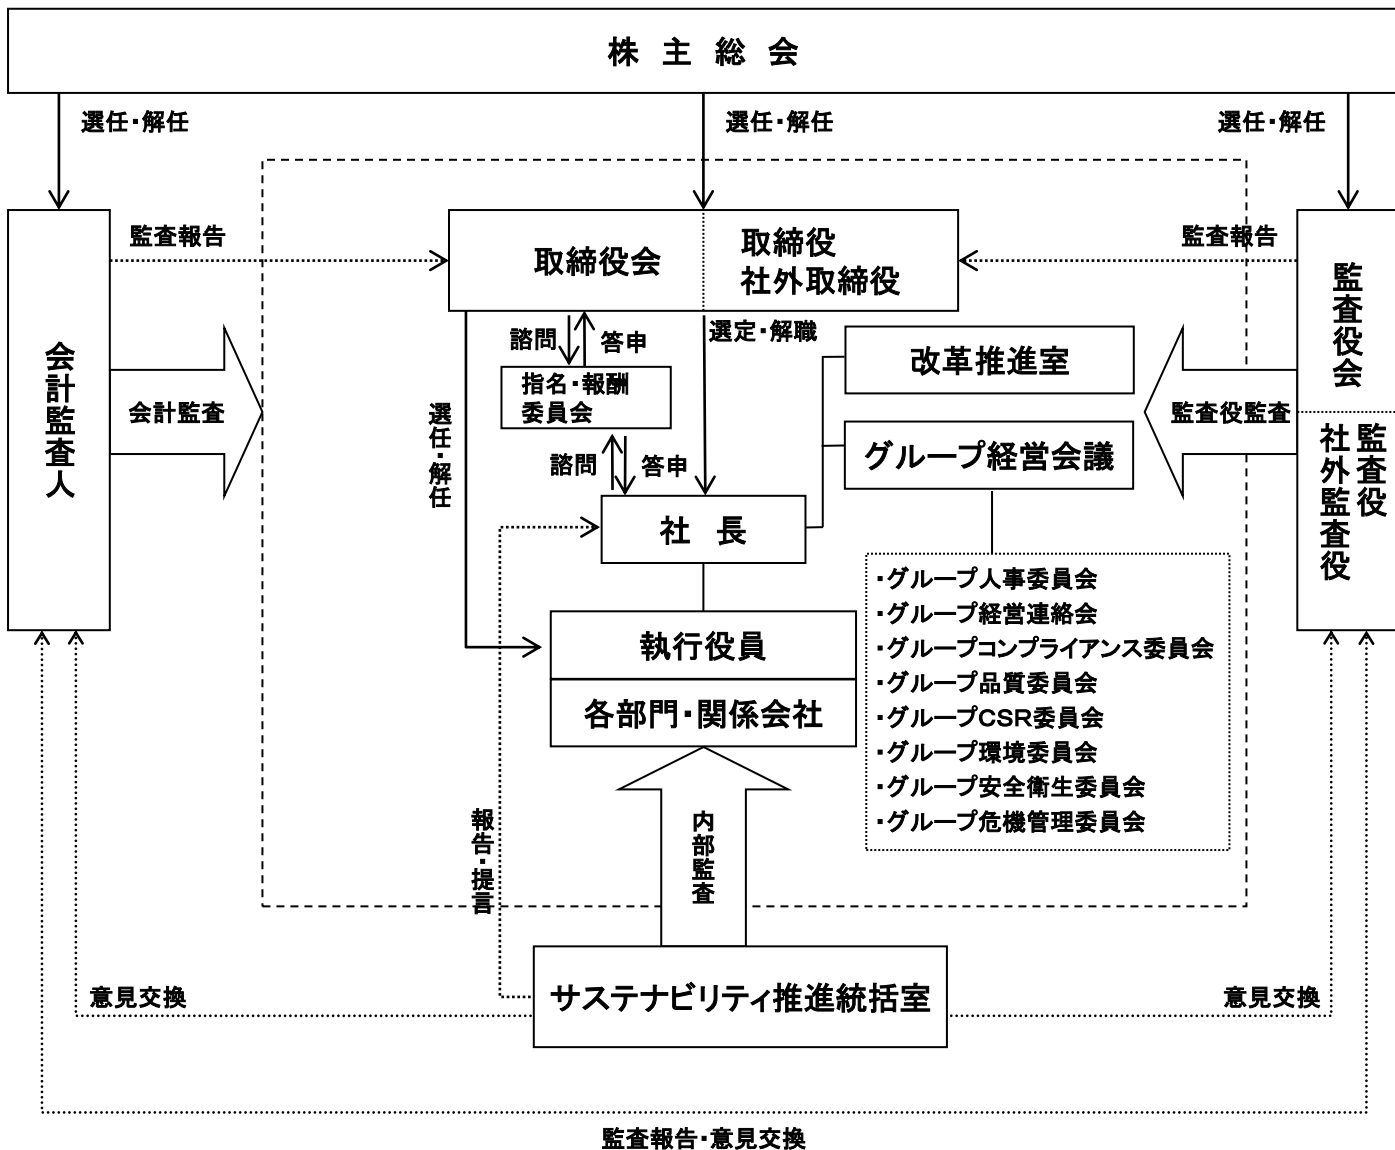 株 主 総 会
選任・解任
選任・解任
選任・解任
監査報告
取締役会
取締役
社外取締役
監査報告
会計監査人
会計監査
諮問
答申
選定・解職
指名・報酬
委員会
選任・解任
諮問
答申
改革推進室
グループ経営会議
監査役監査
監査役会
監査役
社外監査役
社 長
執行役員
各部門・関係会社
・グループ人事委員会
・グループ経営連絡会
・グループコンプライアンス委員会
・グループ品質委員会
・グループCSR委員会
・グループ環境委員会
・グループ安全衛生委員会
・グループ危機管理委員会
報告・提言
内部監査
サステナビリティ推進統括室
意見交換
意見交換
監査報告・意見交換